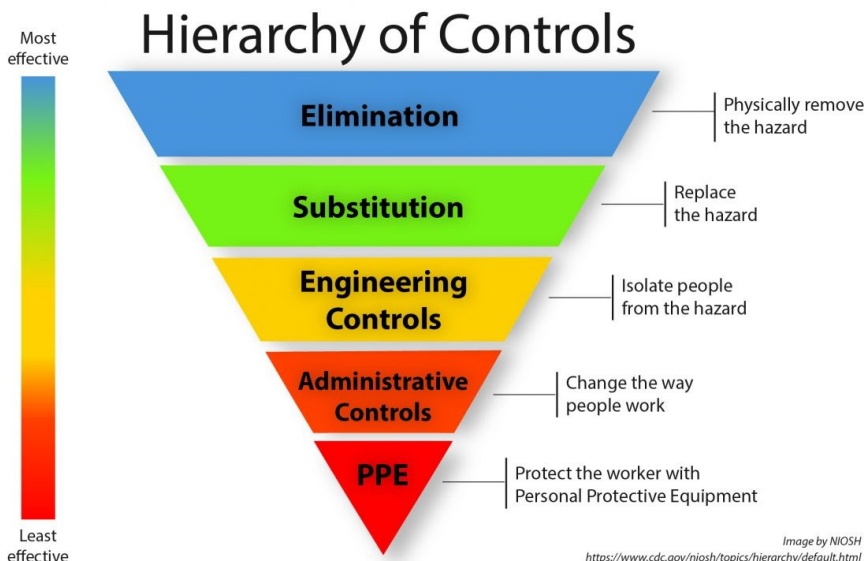 Hierarchy of Controls
Most
effective
Elimination
Physically remove
the hazard
Substitution
Replace
the hazard
Engineering
Controls
Isolate people
from the hazard
Administrative
Controls
Change the way
people work
PPE
Protect the worker with
Personal Protective Equipment
Least
effective
Image by NIOSH
https://www.cdc.gov/niosh/topics/hierarchy/default.html